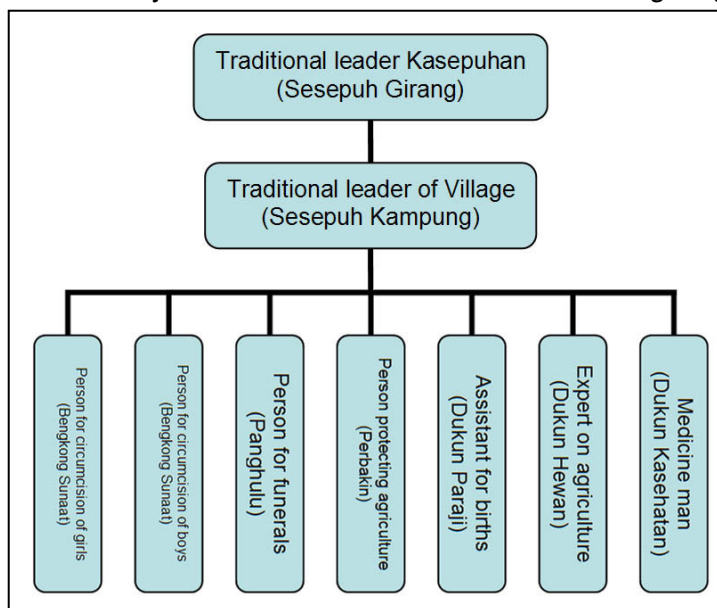 Traditional leader Kasepuhan
(Sesepuh Girang)
Traditional leader of Village
(Sesepuh Kampung)
Person for circumcision of girls
(Bengkong Sunaat)
Person for circumcision of boys
(Bengkong Sunaat)
Person for funerals
(Panghulu)
Person protecting agriculture
(Perbakin)
Assistant for births
(Dukun Paraji)
Expert on agriculture
(Dukun Hewan)
Medicine man
(Dukun Kasehatan)